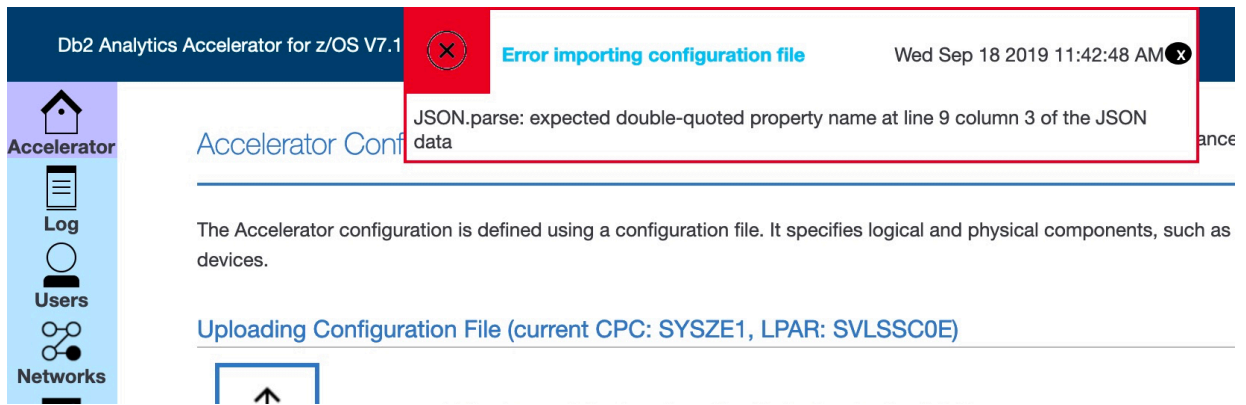 Db2 Analytics Accelerator for z/OS V7.1
Error importing configuration file
Wed Sep 18 2019 11:42:48 AM
x
JSON.parse: expected double-quoted property name at line 9 column 3 of the JSON
data
Accelerator
Log
Users
Networks
Accelerator Conf
ance
The Accelerator configuration is defined using a configuration file. It specifies logical and physical components, such as
devices.
Uploading Configuration File (current CPC: SYSZE1, LPAR: SVLSSC0E)